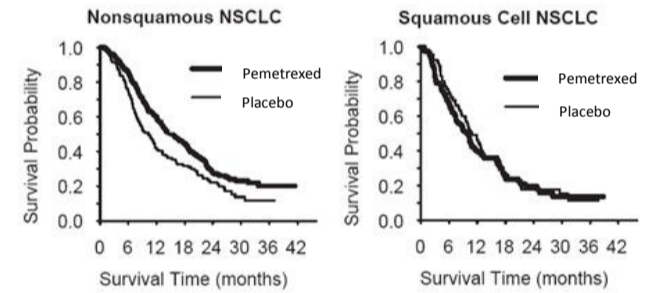 Nonsquamous NSCLC
Survival Probability
1.0
0.8
0.6
0.4
0.2
0.0
Pemetrexed
Placebo
0 6 12 18 24 30 36 42
Survival Time (months)
Squamous Cell NSCLC
Survival Probability
1.0
0.8
0.6
0.4
0.2
0.0
Pemetrexed
Placebo
0 6 12 18 24 30 36 42
Survival Time (months)